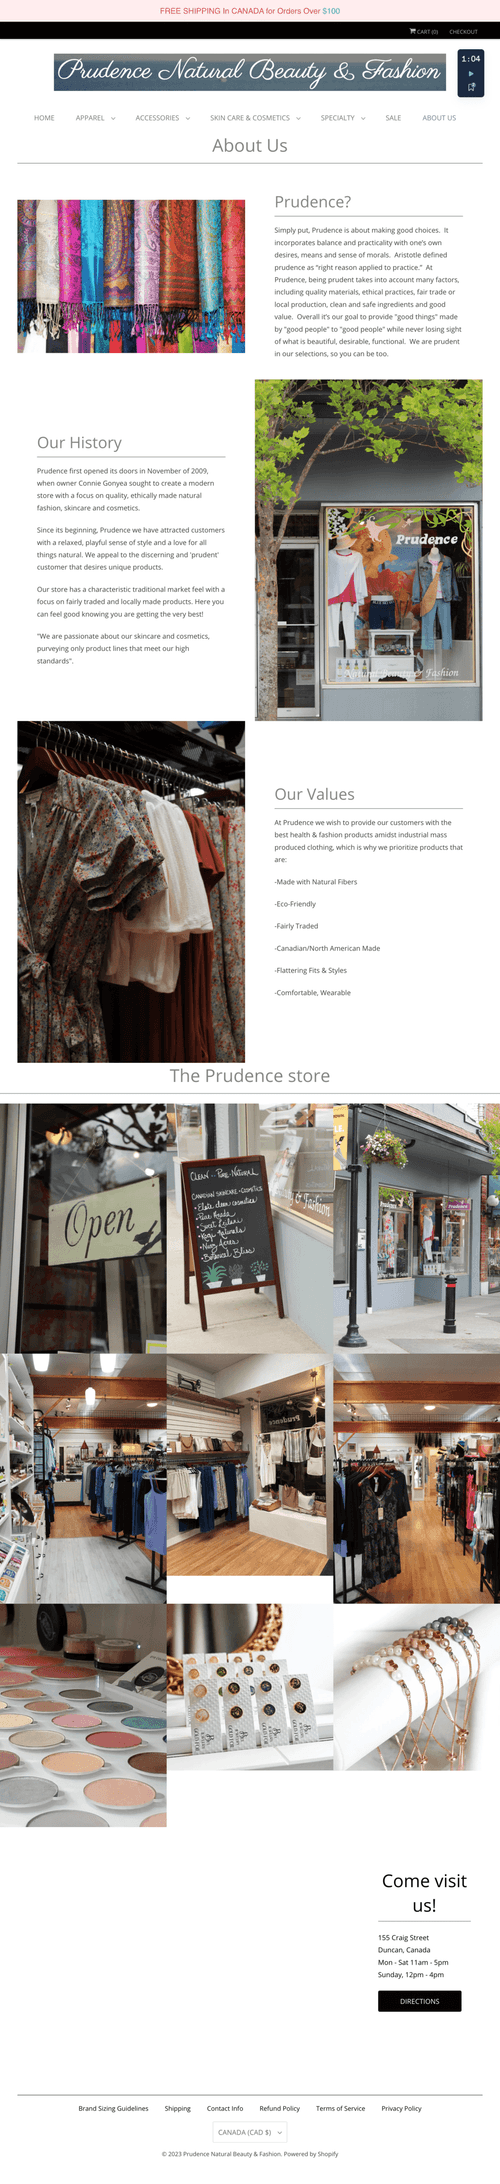 FREE SHIPPING In CANADA for Orders Over $100
CART (0) CHECKOUT
Prudence Natural Beauty & Fashion
1:04
HOME APPAREL ACCESSORIES SKIN CARE & COSMETICS SPECIALTY SALE ABOUT US
About Us
Prudence?
Simply put, Prudence is about making good choices. It
incorporates balance and practicality with one's own
desires, means and sense of morals. Aristotle defined
prudence as "right reason applied to practice." At
Prudence, being prudent takes into account many factors,
including quality materials, ethical practices, fair trade or
local production, clean and safe ingredients and good
value. Overall it's our goal to provide "good things" made
by "good people" to "good people" while never losing sight
of what is beautiful, desirable, functional. We are prudent
in our selections, so you can be too.
Our History
Prudence first opened its doors in November of 2009,
when owner Connie Gonyea sought to create a modern
store with a focus on quality, ethically made natural
fashion, skincare and cosmetics.
Since its beginning, Prudence we have attracted customers
with a relaxed, playful sense of style and a love for all
things natural. We appeal to the discerning and 'prudent'
customer that desires unique products.
Our store has a characteristic traditional market feel with a
focus on fairly traded and locally made products. Here you
can feel good knowing you are getting the very best!
"We are passionate about our skincare and cosmetics,
purveying only product lines that meet our high
standards".
Prudence
Natural Beauty & Fashion
Our Values
At Prudence we wish to provide our customers with the
best health & fashion products amidst industrial mass
produced clothing, which is why we prioritize products that
are:
-Made with Natural Fibers
-Eco-Friendly
-Fairly Traded
-Canadian/North American Made
-Flattering Fits & Styles
-Comfortable, Wearable
The Prudence store
Open
Clean - Pure - Natural
Canadian Skincare + Cosmetics
• Elate clean cosmetics
• Pure Anada
• Sweet Leilani
• Botanical Bliss
& Fashion
Prudence
Prudence
Come visit
us!
155 Craig Street
Duncan, Canada
Mon - Sat 11am - 5pm
Sunday, 12pm - 4pm
DIRECTIONS
Brand Sizing Guidelines Shipping Contact Info Refund Policy Terms of Service Privacy Policy
CANADA (CAD $)
© 2023 Prudence Natural Beauty & Fashion. Powered by Shopify